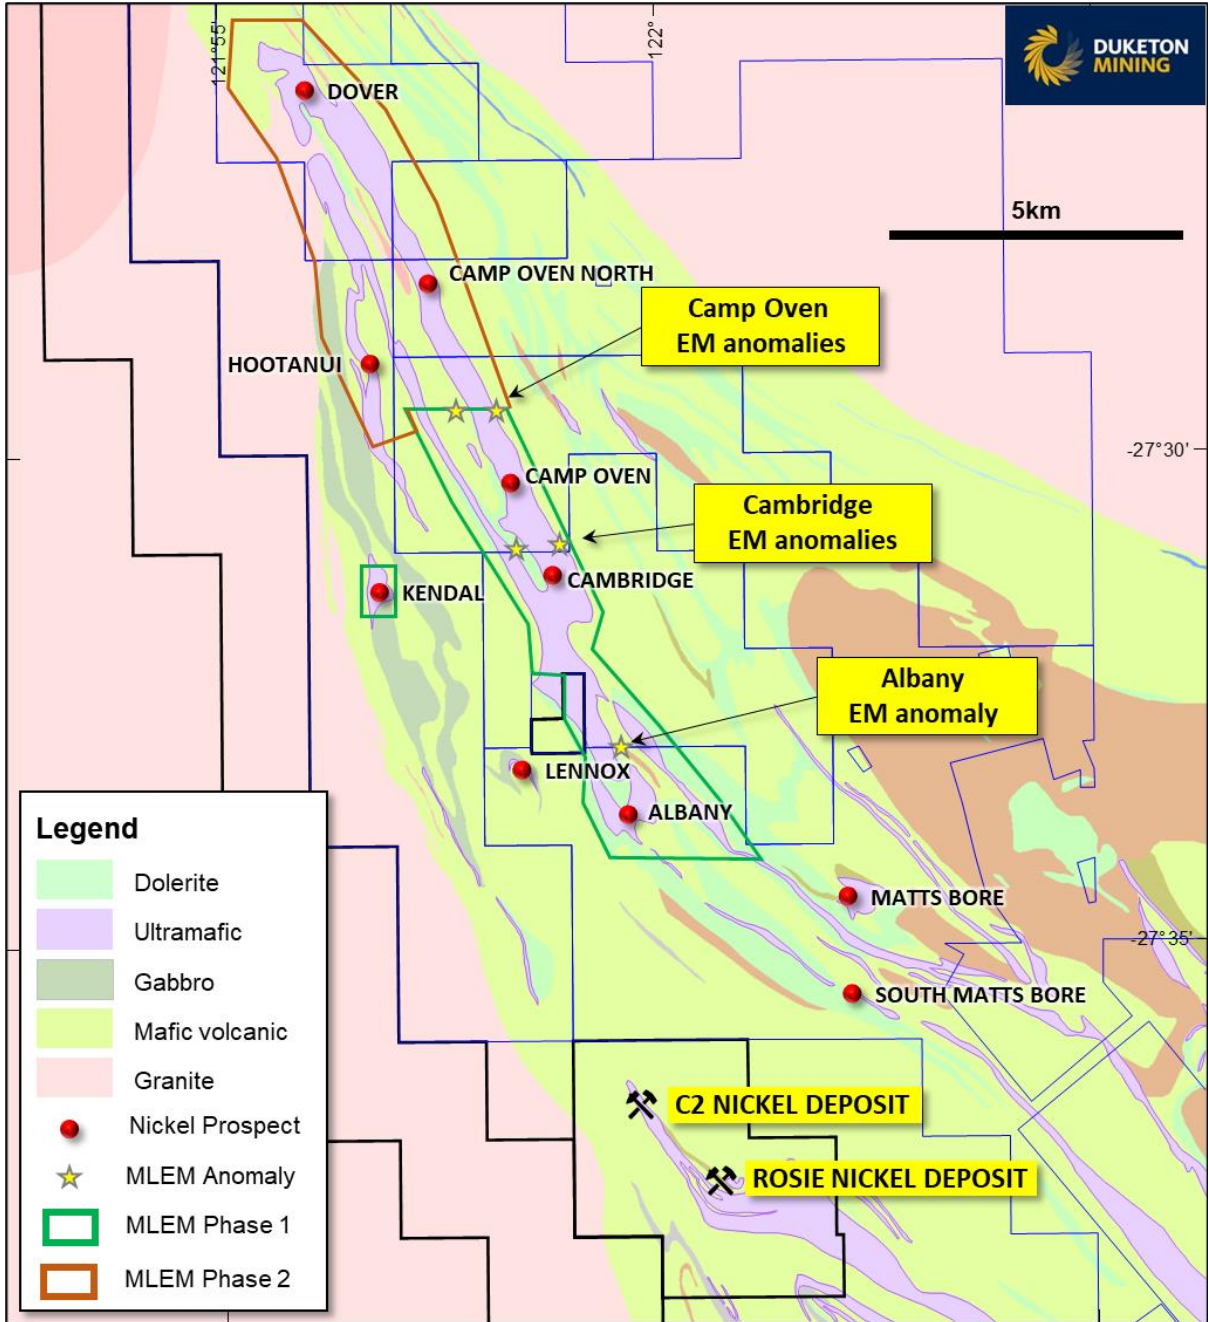 121°55'
122°
DUKETON
MINING
DOVER
5km
CAMP OVEN NORTH
Camp Oven
EM anomalies
HOOTANUI
-27°30'
CAMP OVEN
Cambridge
EM anomalies
CAMBRIDGE
KENDAL
Albany
EM anomaly
LENNOX
ALBANY
MATTS BORE
-27°35'
SOUTH MATTS BORE
C2 NICKEL DEPOSIT
ROSIE NICKEL DEPOSIT
Legend
Dolerite
Ultramafic
Gabbro
Mafic volcanic
Granite
Nickel Prospect
MLEM Anomaly
MLEM Phase 1
MLEM Phase 2